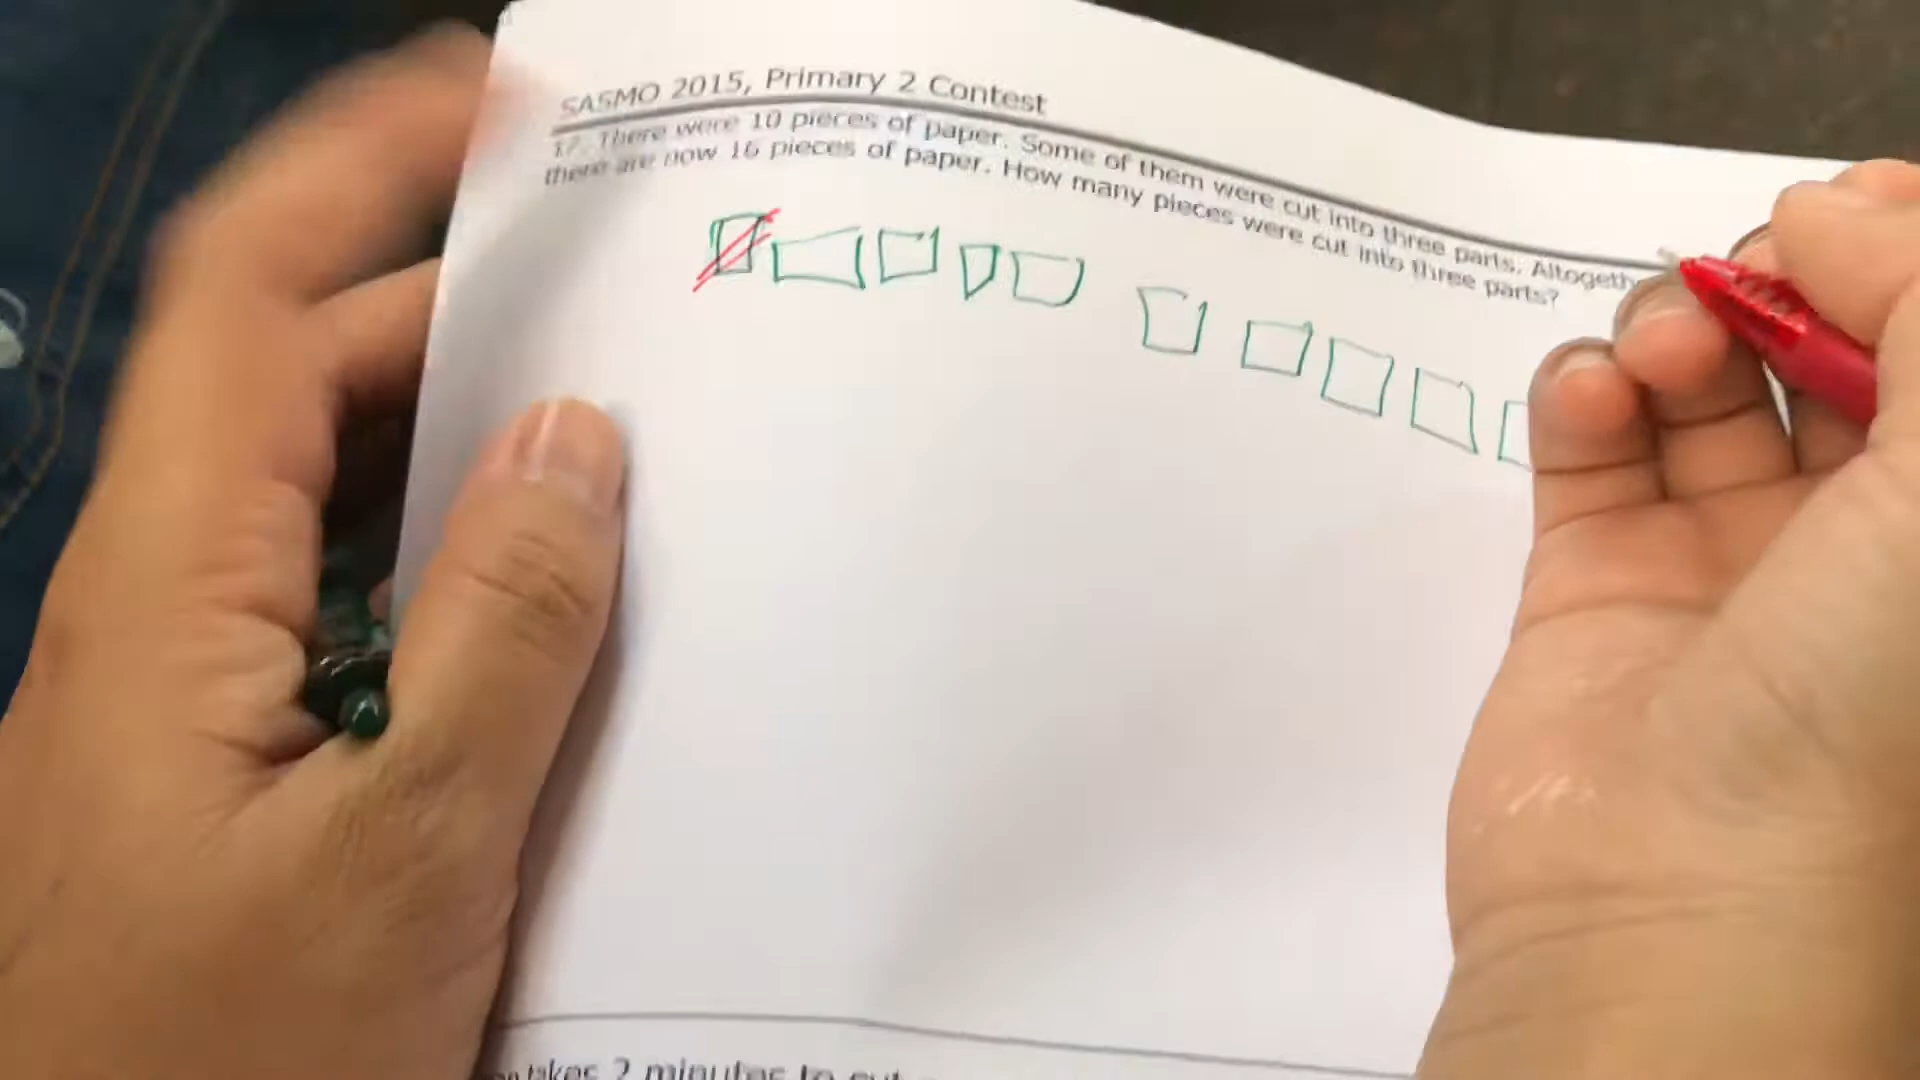 SASMO 2015, Primary 2 Contest
17. There were 10 pieces of paper. Some of them were cut into three parts. Altogeth
there are now 16 pieces of paper. How many pieces were cut into three parts?
takes 2 minutes to cut